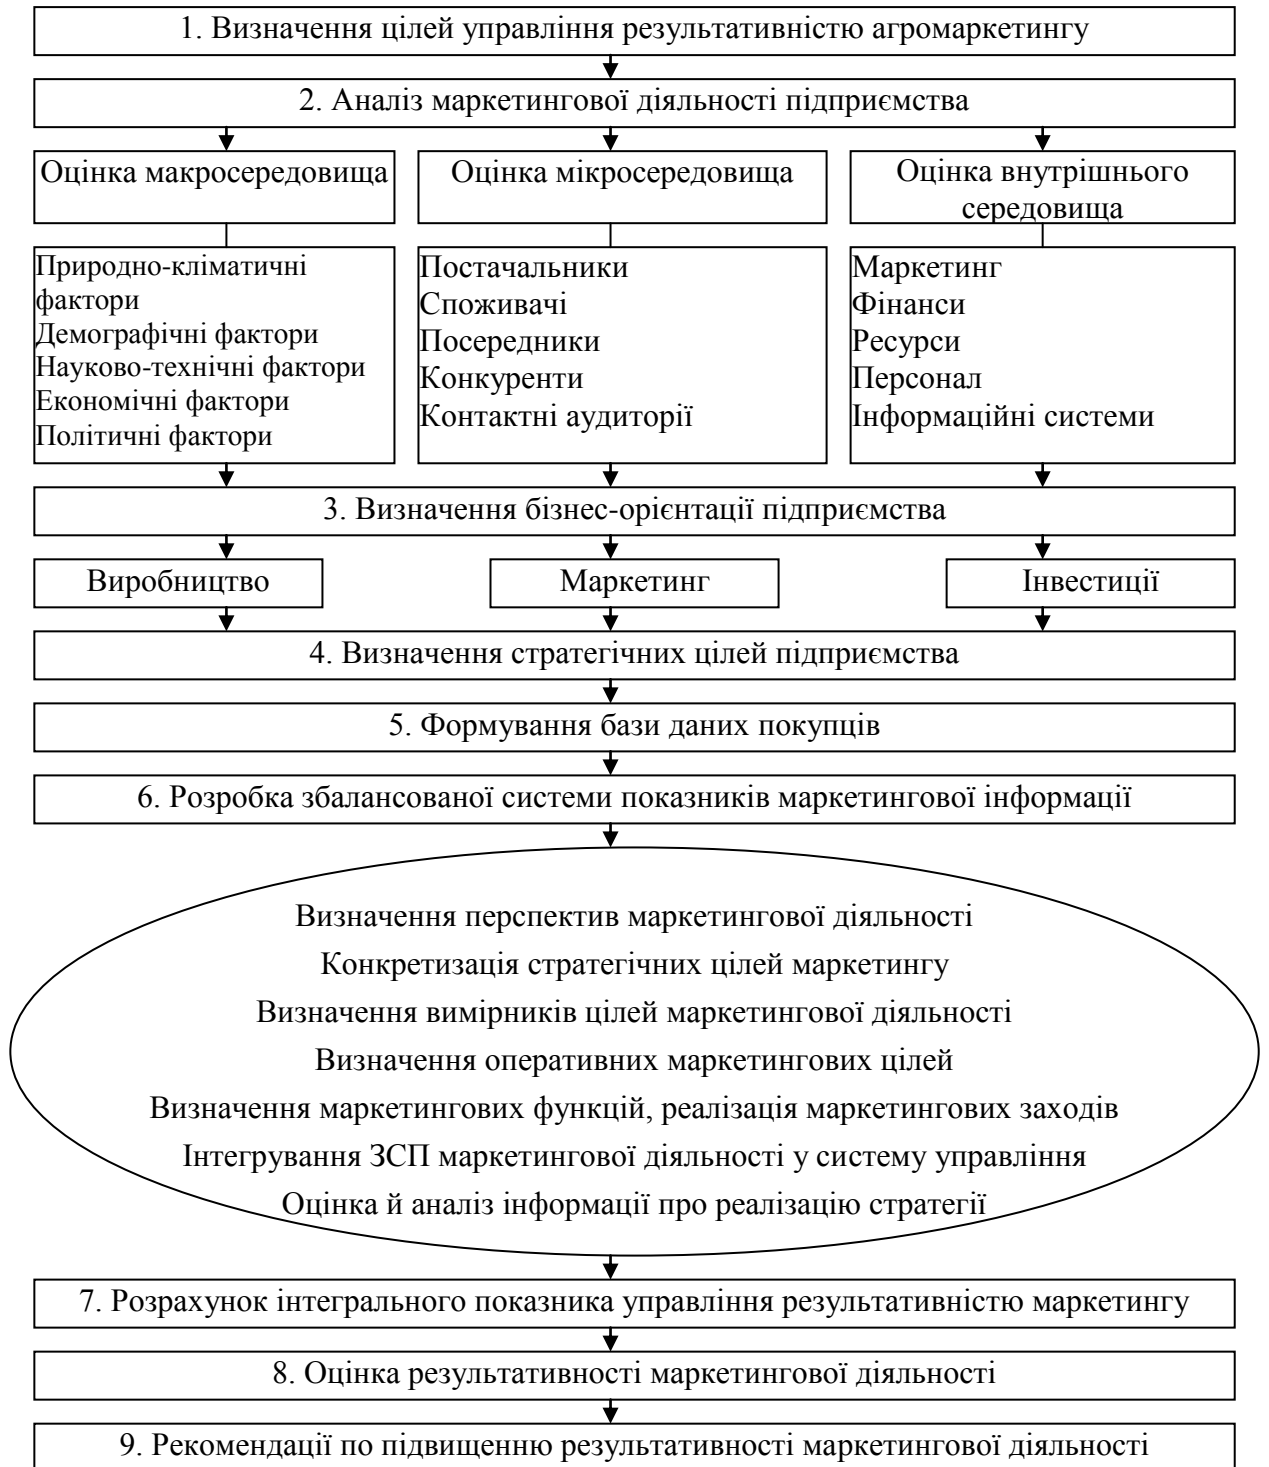 1. Визначення цілей управління результативністю агромаркетингу
2. Аналіз маркетингової діяльності підприємства
Оцінка макросередовища
Оцінка мікросередовища
Оцінка внутрішнього
середовища
Природно-кліматичні
фактори
Демографічні фактори
Науково-технічні фактори
Економічні фактори
Політичні фактори
Постачальники
Споживачі
Посередники
Конкуренти
Контактні аудиторії
Маркетинг
Фінанси
Ресурси
Персонал
Інформаційні системи
3. Визначення бізнес-орієнтації підприємства
Виробництво
Маркетинг
Інвестиції
4. Визначення стратегічних цілей підприємства
5. Формування бази даних покупців
6. Розробка збалансованої системи показників маркетингової інформації
Визначення перспектив маркетингової діяльності
Конкретизація стратегічних цілей маркетингу
Визначення вимірників цілей маркетингової діяльності
Визначення оперативних маркетингових цілей
Визначення маркетингових функцій, реалізація маркетингових заходів
Інтегрування ЗСП маркетингової діяльності у систему управління
Оцінка й аналіз інформації про реалізацію стратегії
7. Розрахунок інтегрального показника управління результативністю маркетингу
8. Оцінка результативності маркетингової діяльності
9. Рекомендації по підвищенню результативності маркетингової діяльності